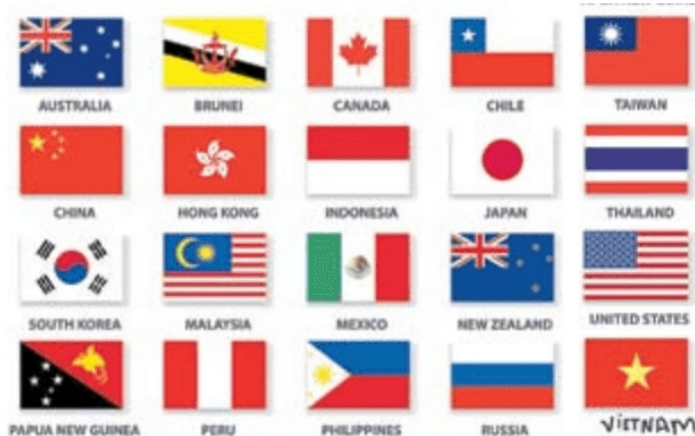 AUSTRALIA BRUNEI CANADA CHILE TAIWAN
CHINA HONG KONG INDONESIA JAPAN THAILAND
SOUTH KOREA MALAYSIA MEXICO NEW ZEALAND UNITED STATES
PAPUA NEW GUINEA PERU PHILIPPINES RUSSIA VIETNAM